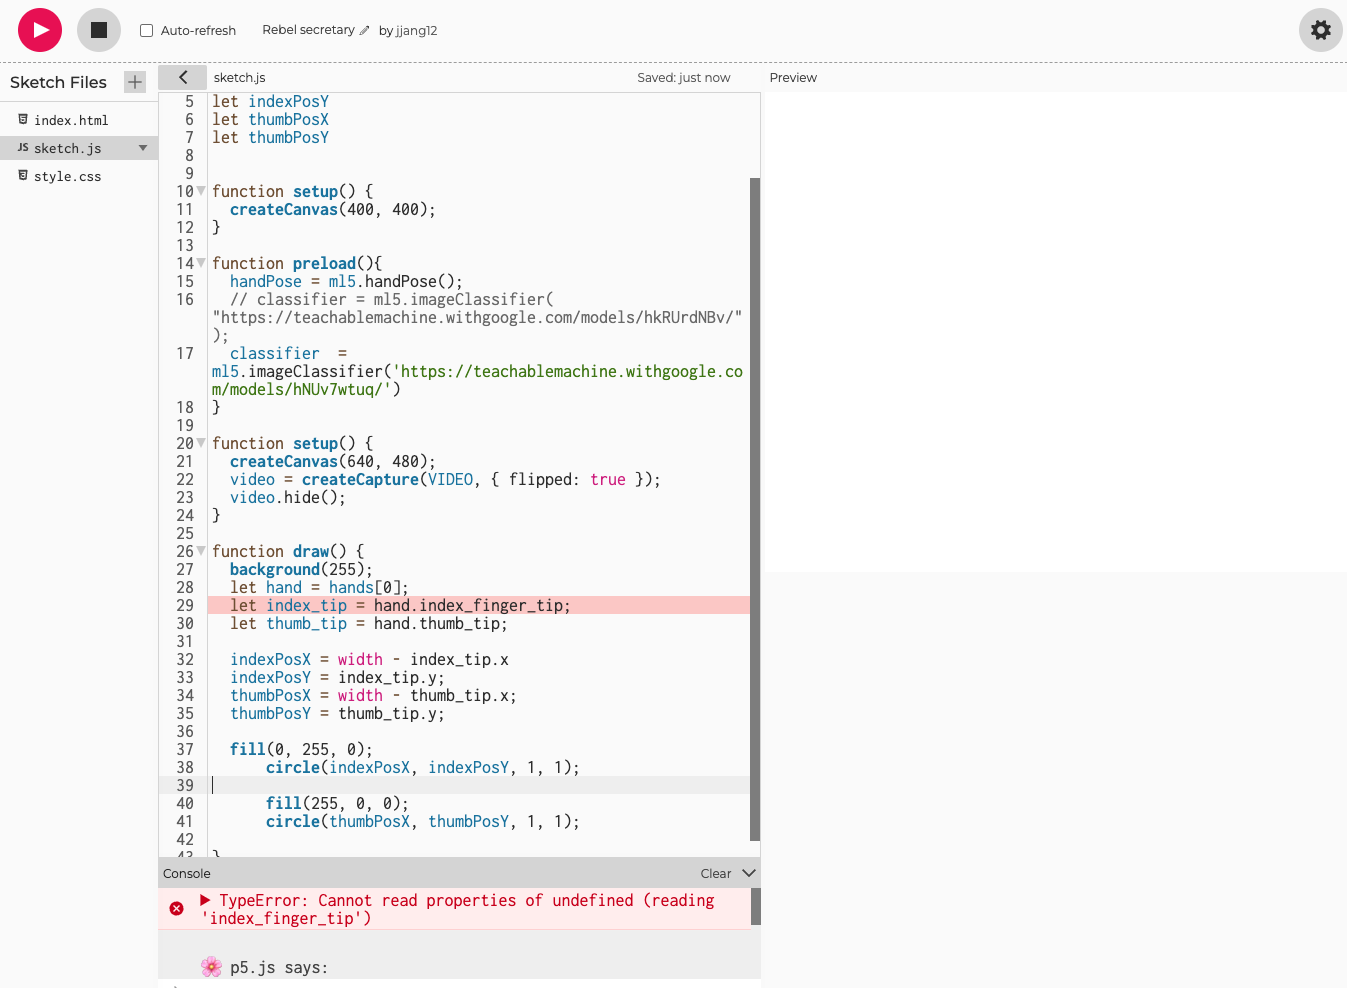 Auto-refresh Rebel secretary by jjang12
Sketch Files
sketch.js Saved: just now Preview
index.html
JS sketch.js
style.css
5 let indexPosY
6 let thumbPosX
7 let thumbPosY
8
9
10 function setup() {
11 createCanvas(400, 400);
12 }
13
14 function preload(){
15 handPose = ml5.handPose();
16 // classifier = ml5.imageClassifier(
"https://teachablemachine.withgoogle.com/models/hkRUrdNBv/"
);
17 classifier =
ml5.imageClassifier('https://teachablemachine.withgoogle.co
m/models/hNUv7wtuq/')
18 }
19
20 function setup() {
21 createCanvas(640, 480);
22 video = createCapture(VIDEO, { flipped: true });
23 video.hide();
24 }
25
26 function draw() {
27 background(255);
28 let hand = hands[0];
29 let index_tip = hand.index_finger_tip;
30 let thumb_tip = hand.thumb_tip;
31
32 indexPosX = width - index_tip.x
33 indexPosY = index_tip.y;
34 thumbPosX = width - thumb_tip.x;
35 thumbPosY = thumb_tip.y;
36
37 fill(0, 255, 0);
38 circle(indexPosX, indexPosY, 1, 1);
39
40 fill(255, 0, 0);
41 circle(thumbPosX, thumbPosY, 1, 1);
42
43 }
Console Clear
TypeError: Cannot read properties of undefined (reading
'index_finger_tip')
🌸 p5.js says: